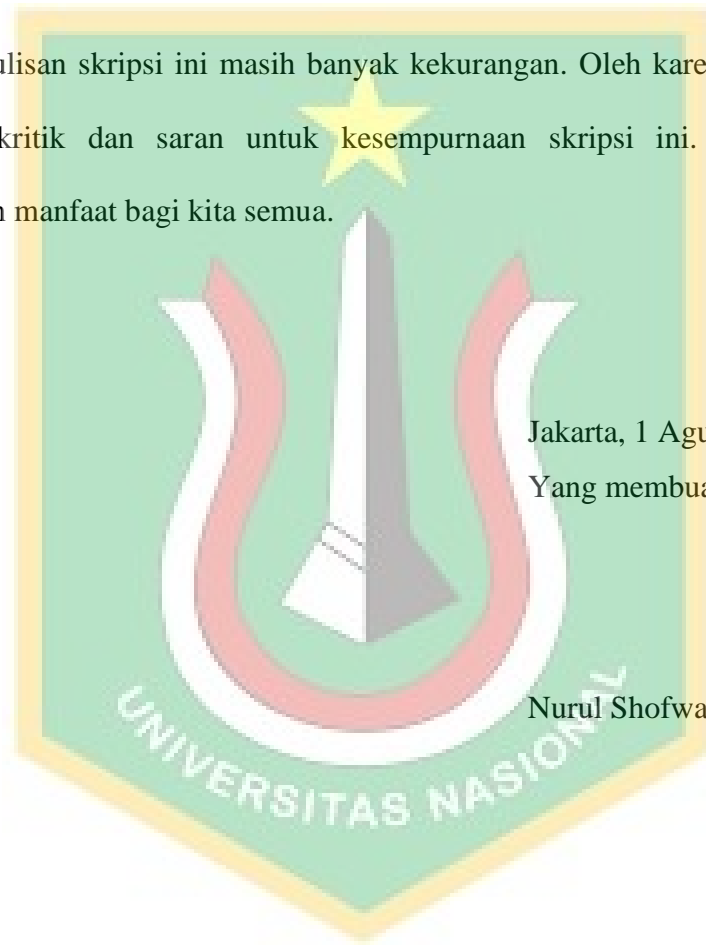 ulisan skripsi ini masih banyak kekurangan. Oleh kare
kritik dan saran untuk kesempurnaan skripsi ini.
n manfaat bagi kita semua.
Jakarta, 1 Agu
Yang membua
Nurul Shofwa
UNIVERSITAS NASIONAL